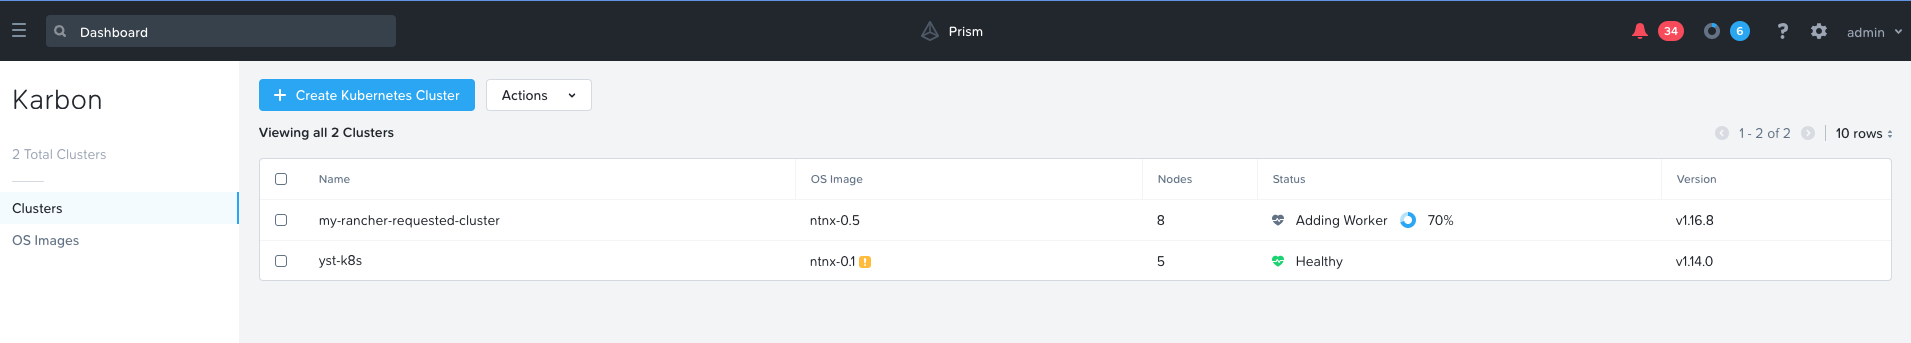 Dashboard
Prism
34
6
?
admin
Karbon
2 Total Clusters
Clusters
OS Images
+ Create Kubernetes Cluster
Actions
Viewing all 2 Clusters
1 - 2 of 2
10 rows
Name OS Image Nodes Status Version
my-rancher-requested-cluster ntnx-0.5 8 Adding Worker 70% v1.16.8
yst-k8s ntnx-0.1 ! 5 Healthy v1.14.0